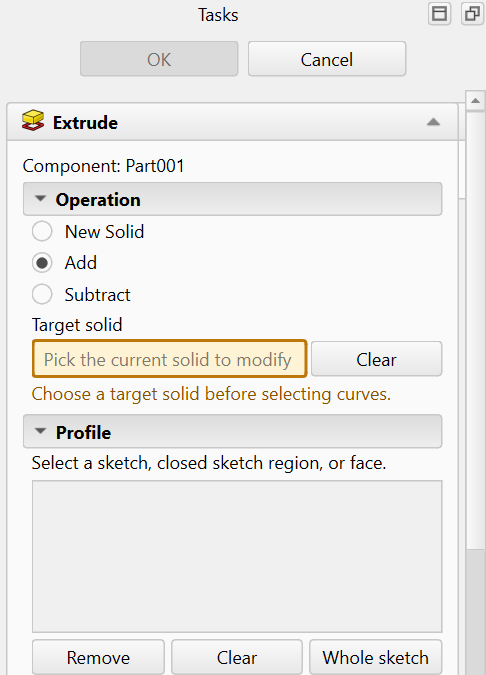 Tasks
OK Cancel
Extrude
Component: Part001
Operation
New Solid
Add
Subtract
Target solid
Pick the current solid to modify Clear
Choose a target solid before selecting curves.
Profile
Select a sketch, closed sketch region, or face.
Remove Clear Whole sketch